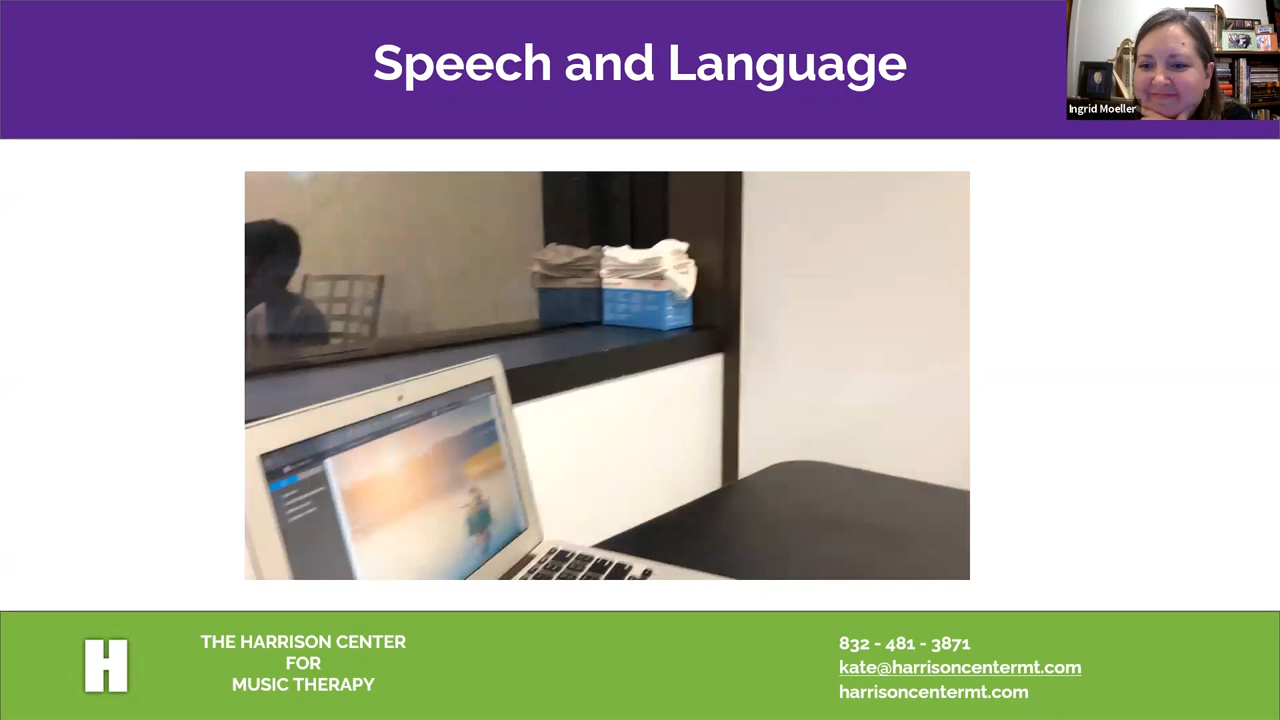 Speech and Language
Ingrid Moeller
H
THE HARRISON CENTER
FOR
MUSIC THERAPY
832 - 481 - 3871
kate@harrisoncentermt.com
harrisoncentermt.com